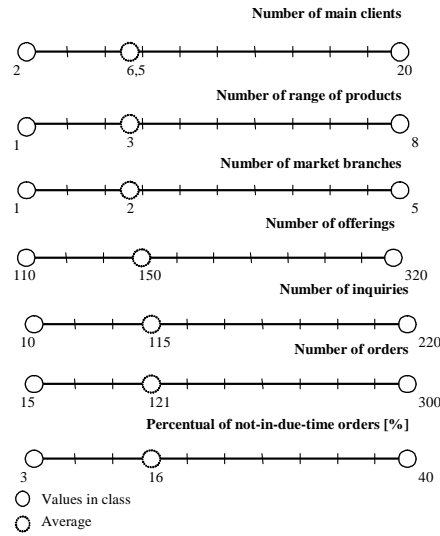 Number of main clients
2 6,5 20
Number of range of products
1 3 8
Number of market branches
1 2 5
Number of offerings
110 150 320
Number of inquiries
10 115 220
Number of orders
15 121 300
Percentual of not-in-due-time orders [%]
3 16 40
Values in class
Average